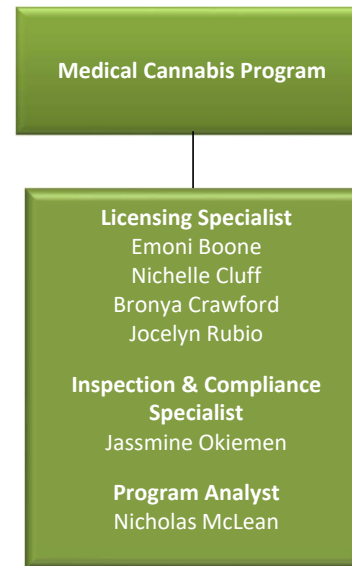 Medical Cannabis Program
Licensing Specialist
Emoni Boone
Nichelle Cluff
Bronya Crawford
Jocelyn Rubio
Inspection & Compliance
Specialist
Jassmine Okiemen
Program Analyst
Nicholas McLean